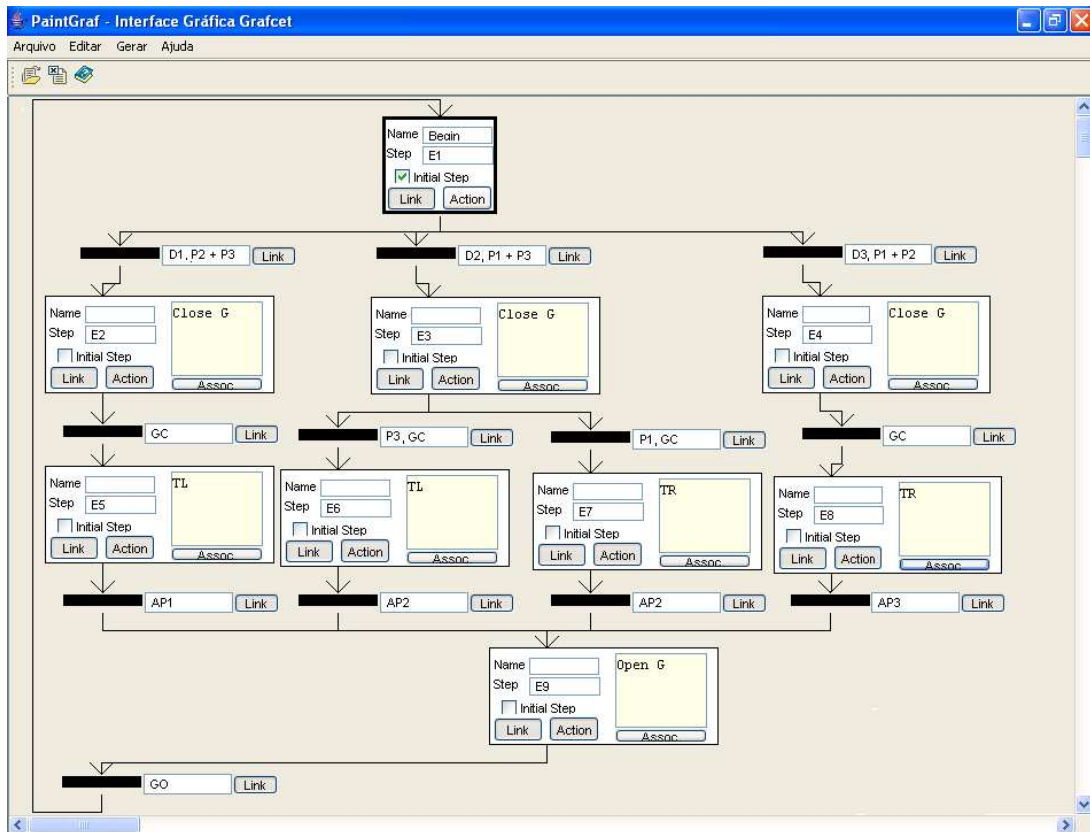 PaintGraf - Interface Gráfica Grafcet
Arquivo Editar Gerar Ajuda
Name Begin
Step E1
Initial Step
Link Action
D1, P2 + P3 Link
D2, P1 + P3 Link
D3, P1 + P2 Link
Name
Step E2
Initial Step
Link Action
Close G
Assoc
Name
Step E3
Initial Step
Link Action
Close G
Assoc
Name
Step E4
Initial Step
Link Action
Close G
Assoc
GC Link
P3, GC Link
P1, GC Link
GC Link
Name
Step E5
Initial Step
Link Action
TL
Assoc
Name
Step E6
Initial Step
Link Action
TL
Assoc
Name
Step E7
Initial Step
Link Action
TR
Assoc
Name
Step E8
Initial Step
Link Action
TR
Assoc
AP1 Link
AP2 Link
AP2 Link
AP3 Link
Name
Step E9
Initial Step
Link Action
Open G
Assoc
GO Link